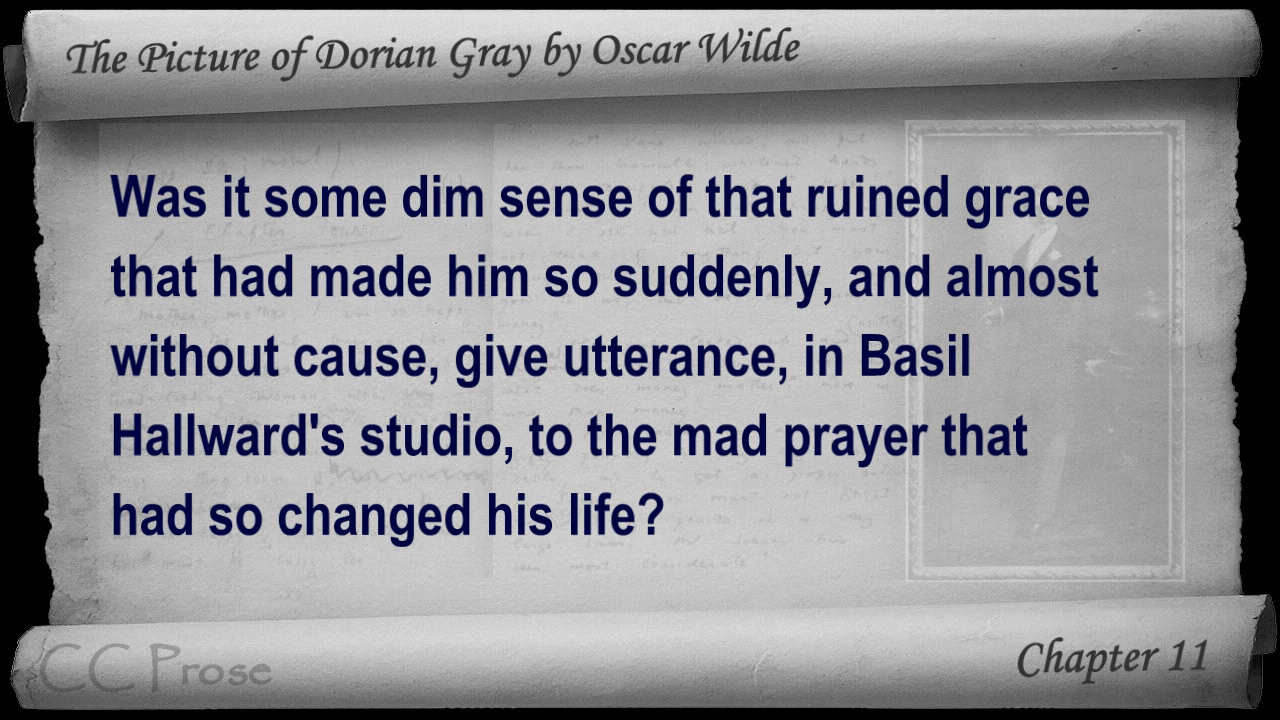 The Picture of Dorian Gray by Oscar Wilde
Was it some dim sense of that ruined grace
that had made him so suddenly, and almost
without cause, give utterance, in Basil
Hallward's studio, to the mad prayer that
had so changed his life?
CC Prose
Chapter 11